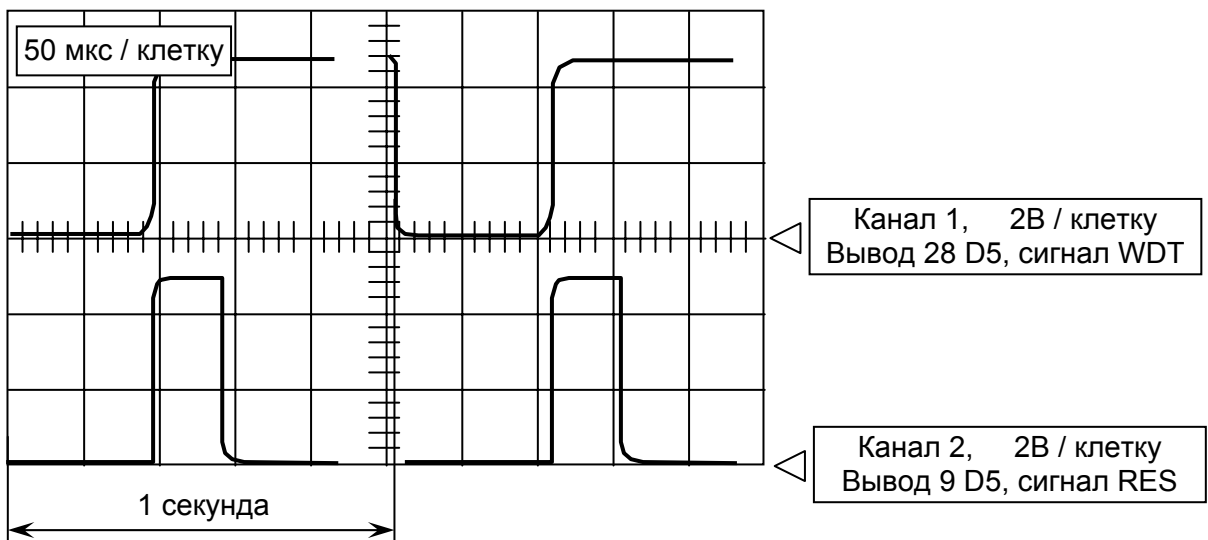 50 мкс / клетку
Канал 1, 2В / клетку
Вывод 28 D5, сигнал WDT
Канал 2, 2В / клетку
Вывод 9 D5, сигнал RES
1 секунда